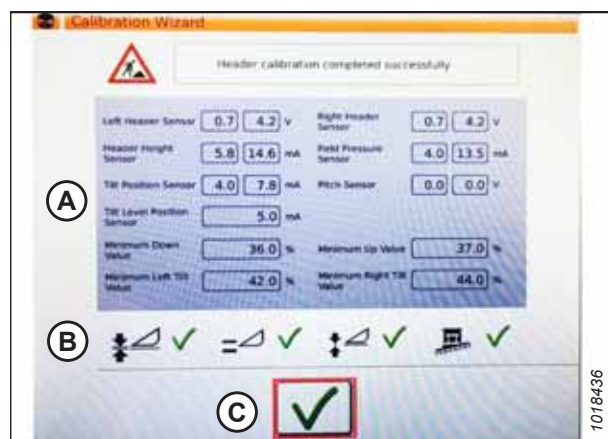 Calibration Wizard
Header calibration completed successfully
Left Header Sensor 0.7 4.2 V Right Header Sensor 0.7 4.2 V
Header Height Sensor 5.8 14.6 mA Field Pressure Sensor 4.0 13.5 mA
Tilt Position Sensor 4.0 7.8 mA Pitch Sensor 0.0 0.0 V
A
Tilt Level Position Sensor 5.0 mA
Minimum Down Value 36.0 % Minimum Up Value 37.0 %
Minimum Left Tilt Value 42.0 % Minimum Right Tilt Value 44.0 %
B
C
1018436